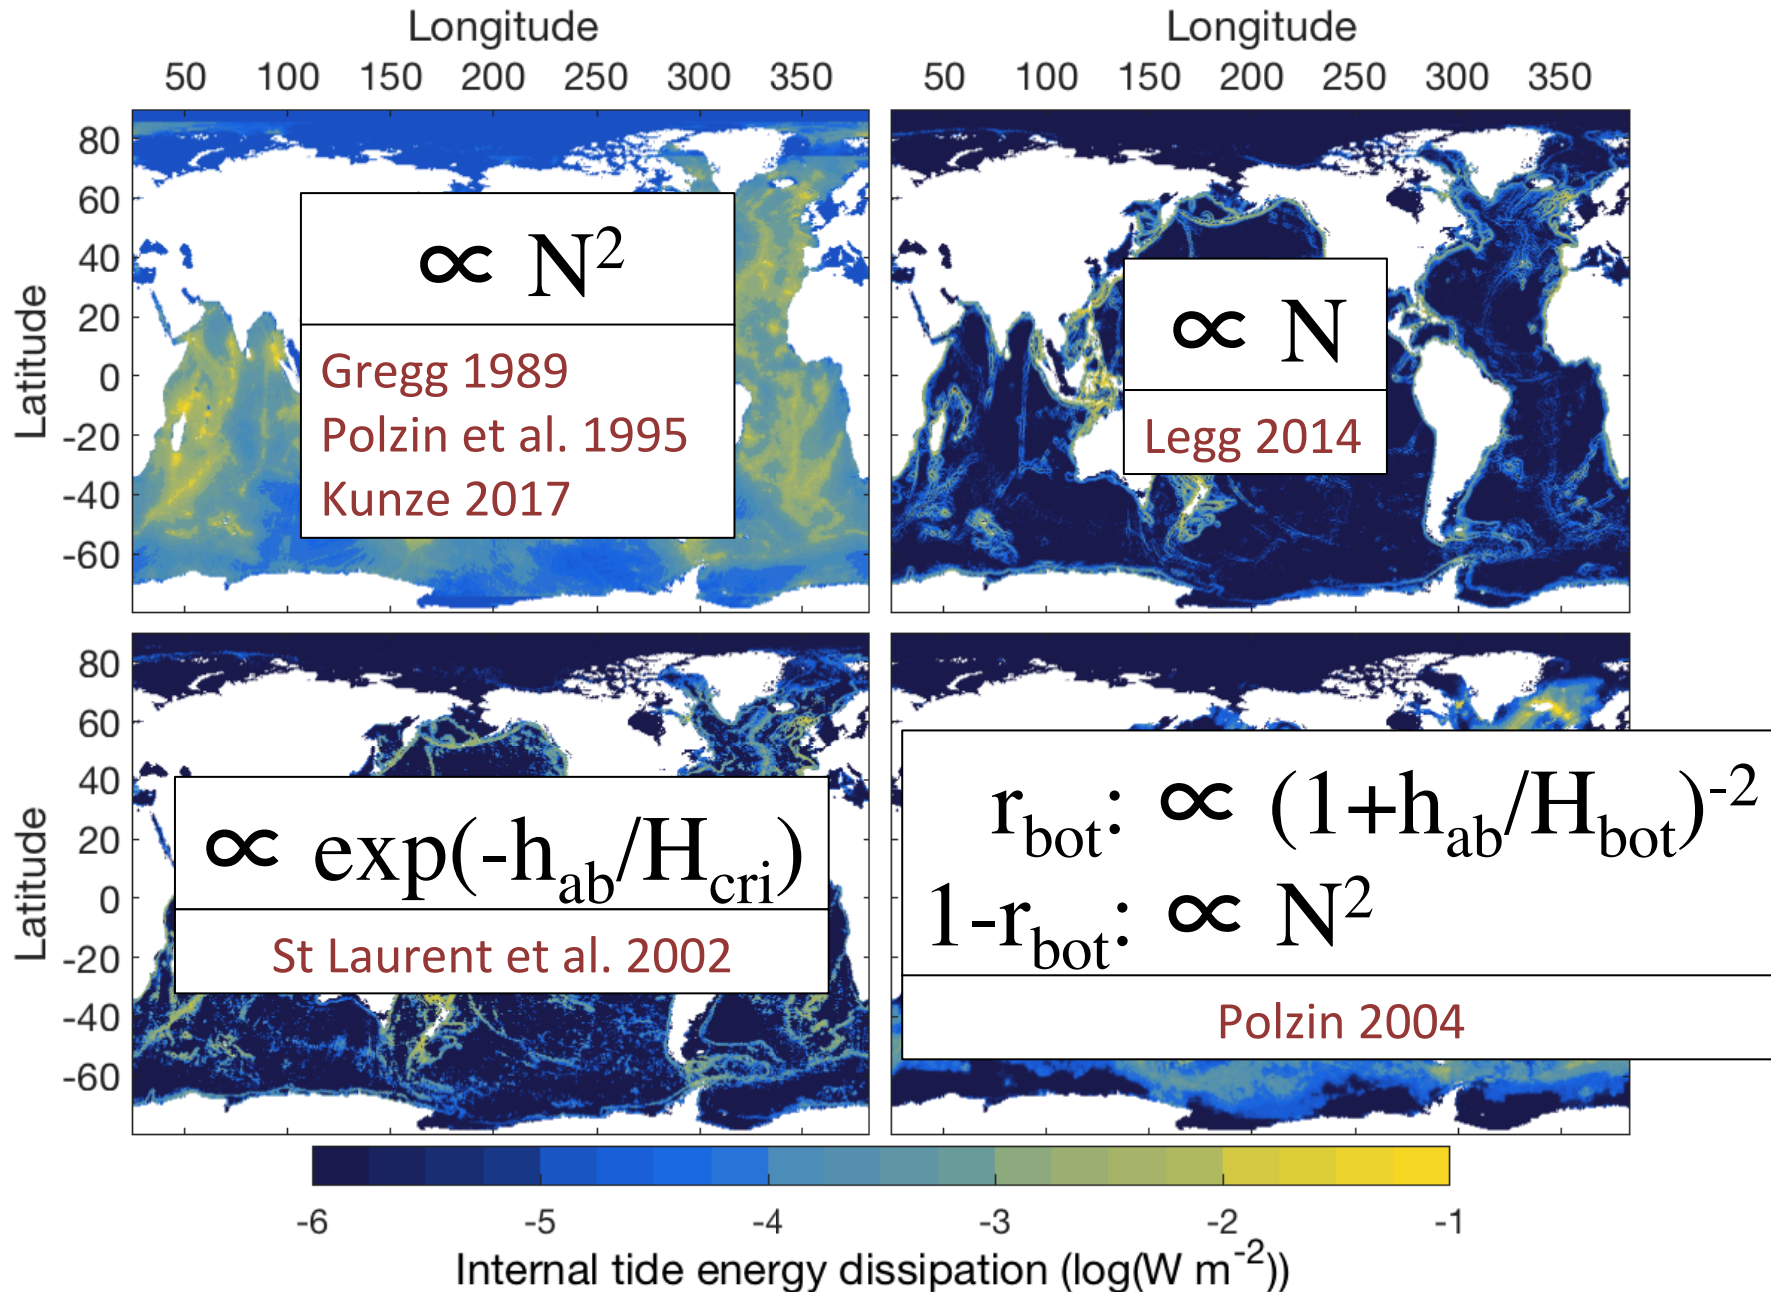 Longitude
Longitude
50 100 150 200 250 300 350
50 100 150 200 250 300 350
80
60
40
20
0
-20
-40
-60
Latitude
∝ N²
Gregg 1989
Polzin et al. 1995
Kunze 2017
∝ N
Legg 2014
80
60
40
20
0
-20
-40
-60
Latitude
∝ exp(-h_ab/H_cri)
St Laurent et al. 2002
r_bot: ∝ (1+h_ab/H_bot)⁻²
1-r_bot: ∝ N²
Polzin 2004
-6 -5 -4 -3 -2 -1
Internal tide energy dissipation (log(W m⁻²))